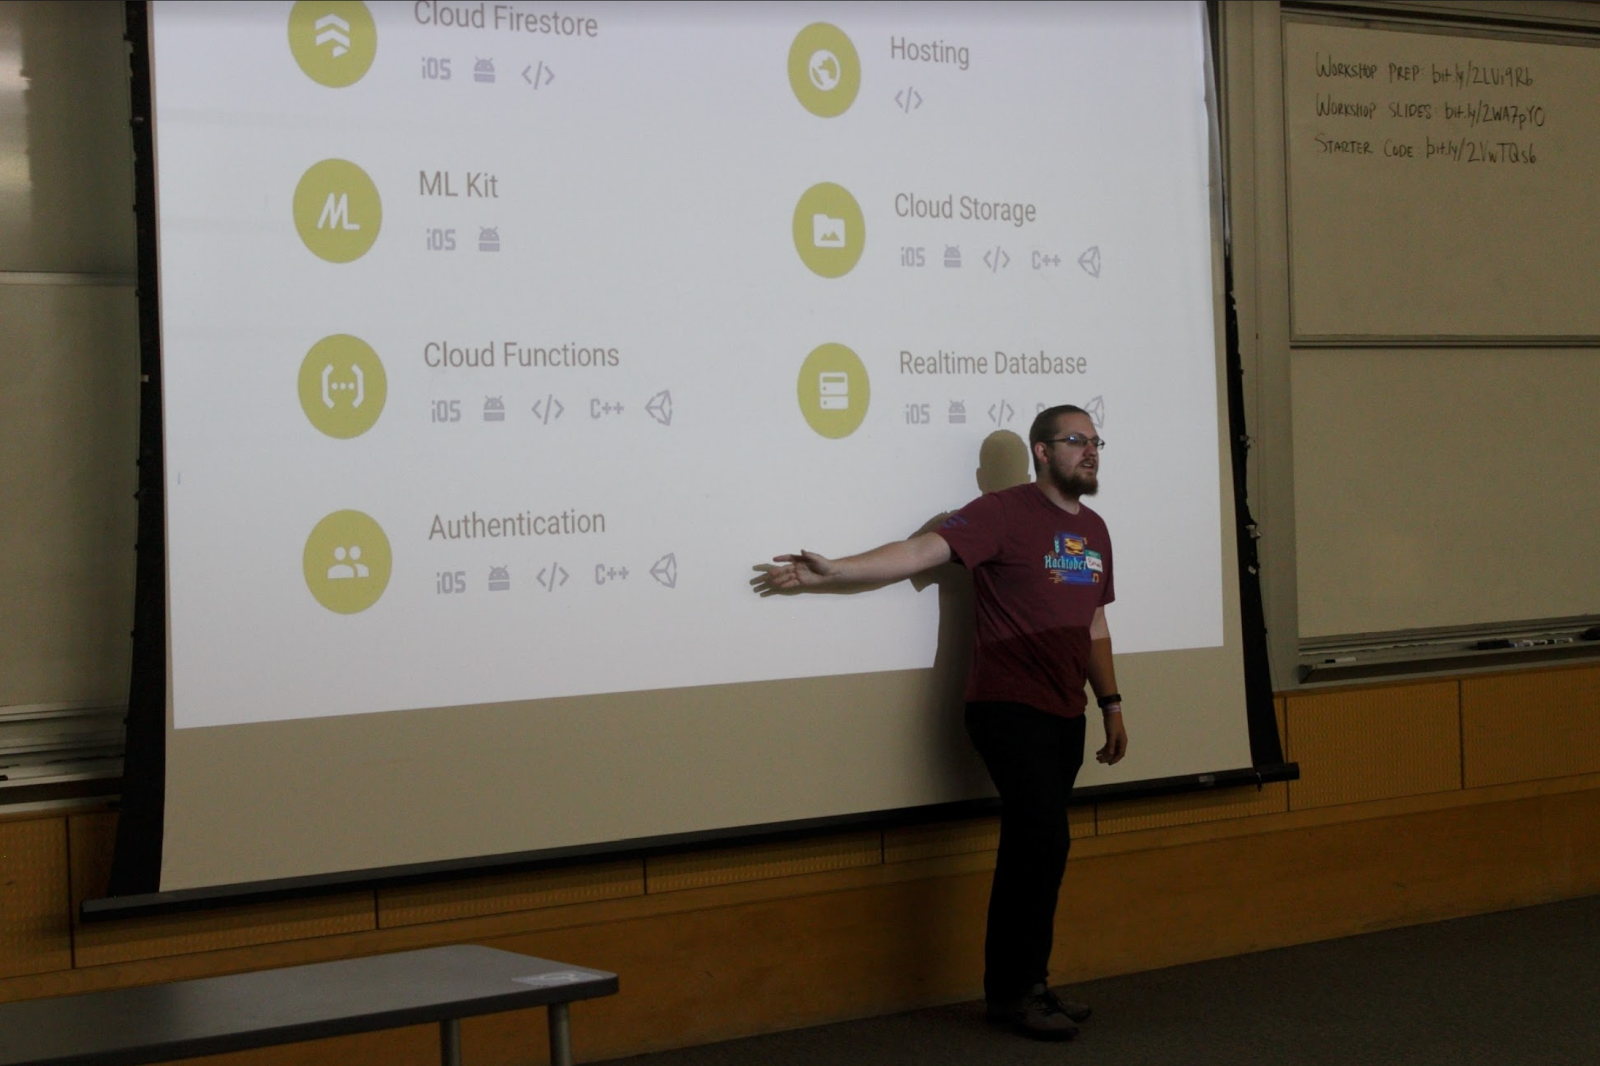 Cloud Firestore
iOS </>
Hosting
</>
ML Kit
iOS
Cloud Storage
iOS </> C++
Cloud Functions
iOS </> C++
Realtime Database
iOS </>
Authentication
iOS </> C++
Hacktober
WORKSHOP PREP: bit.ly/2LVi9Rb
WORKSHOP SLIDES: bit.ly/2WA7pYO
STARTER CODE: bit.ly/2VwTQs6